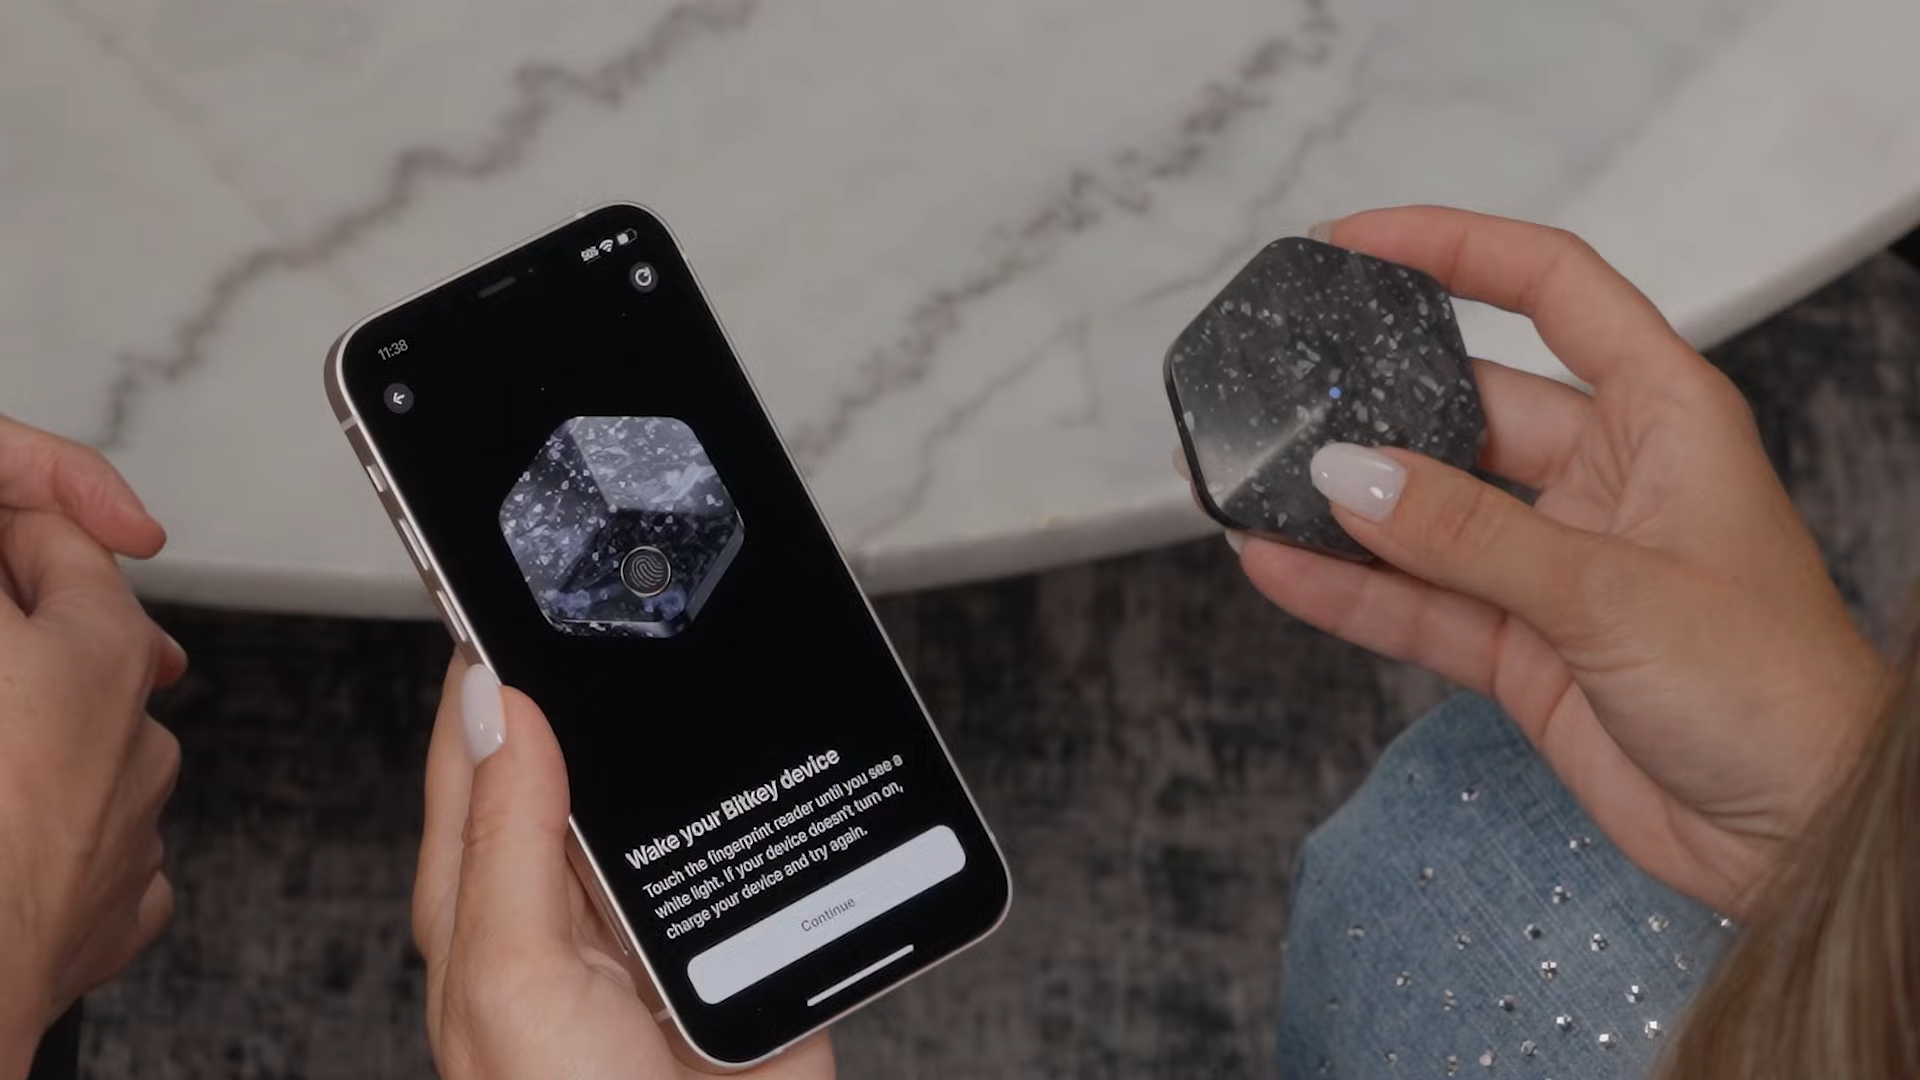 SOS
11:38
Wake your Bitkey device
Touch the fingerprint reader until you see a
white light. If your device doesn't turn on,
charge your device and try again.
Continue